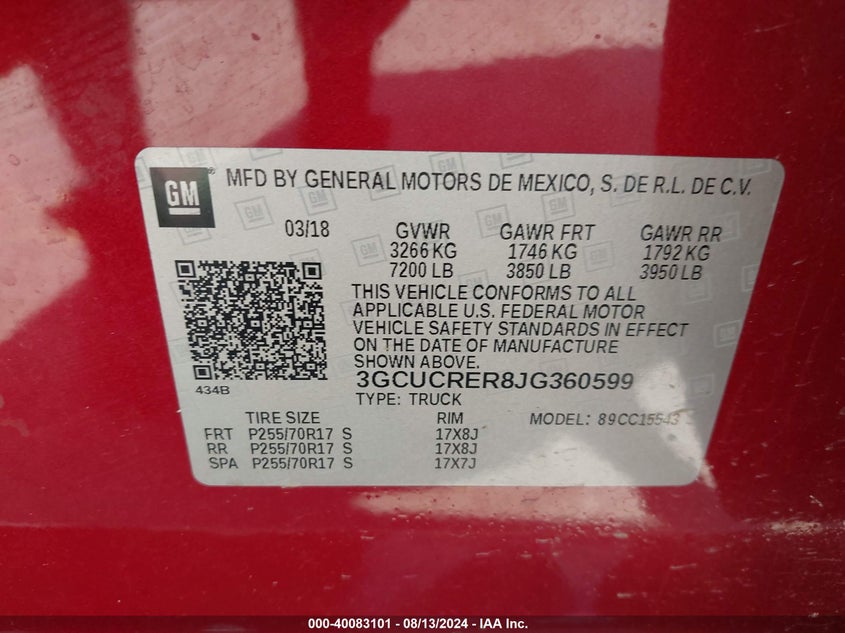 GM
MFD BY GENERAL MOTORS DE MEXICO, S. DE R.L. DE C.V.
03/18 GVWR GAWR FRT GAWR RR
3266 KG 1746 KG 1792 KG
7200 LB 3850 LB 3950 LB
THIS VEHICLE CONFORMS TO ALL
APPLICABLE U.S. FEDERAL MOTOR
VEHICLE SAFETY STANDARDS IN EFFECT
ON THE DATE OF MANUFACTURE
SHOWN ABOVE.
3GCUCRER8JG360599
434B
TYPE: TRUCK
TIRE SIZE RIM MODEL: 89CC15543
FRT P255/70R17 S 17X8J
RR P255/70R17 S 17X8J
SPA P255/70R17 S 17X7J
000-40083101 - 08/13/2024 - IAA Inc.